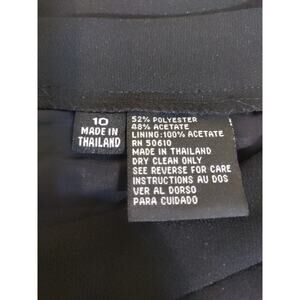 10
MADE IN
THAILAND
52% POLYESTER
48% ACETATE
LINING:100% ACETATE
RN 50610
MADE IN THAILAND
DRY CLEAN ONLY
SEE REVERSE FOR CARE
INSTRUCTIONS AU DOS
VER AL DORSO
PARA CUIDADO